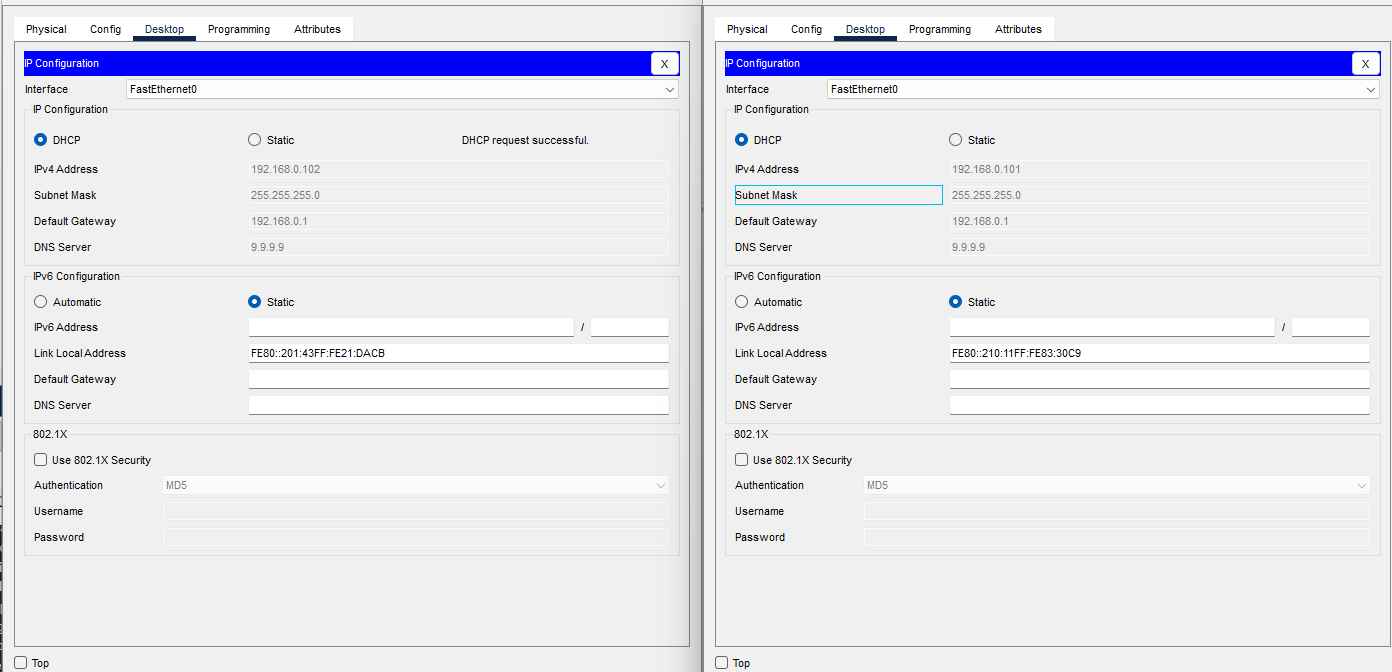 Physical Config Desktop Programming Attributes
IP Configuration X
Interface FastEthernet0
IP Configuration
DHCP Static DHCP request successful.
IPv4 Address 192.168.0.102
Subnet Mask 255.255.255.0
Default Gateway 192.168.0.1
DNS Server 9.9.9.9
IPv6 Configuration
Automatic Static
IPv6 Address /
Link Local Address FE80::201:43FF:FE21:DACB
Default Gateway
DNS Server
802.1X
Use 802.1X Security
Authentication MD5
Username
Password
Top
Physical Config Desktop Programming Attributes
IP Configuration X
Interface FastEthernet0
IP Configuration
DHCP Static
IPv4 Address 192.168.0.101
Subnet Mask 255.255.255.0
Default Gateway 192.168.0.1
DNS Server 9.9.9.9
IPv6 Configuration
Automatic Static
IPv6 Address /
Link Local Address FE80::210:11FF:FE83:30C9
Default Gateway
DNS Server
802.1X
Use 802.1X Security
Authentication MD5
Username
Password
Top